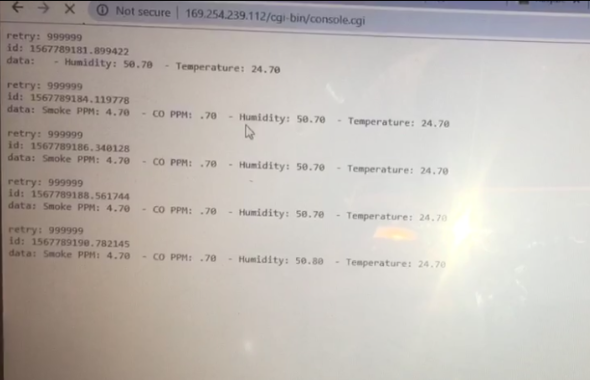 Not secure | 169.254.239.112/cgi-bin/console.cgi
retry: 999999
id: 1567789181.899422
data:   - Humidity: 50.70  - Temperature: 24.70
retry: 999999
id: 1567789184.119778
data: Smoke PPM: 4.70  - CO PPM: .70  - Humidity: 50.70  - Temperature: 24.70
retry: 999999
id: 1567789186.340128
data: Smoke PPM: 4.70  - CO PPM: .70  - Humidity: 50.70  - Temperature: 24.70
retry: 999999
id: 1567789188.561744
data: Smoke PPM: 4.70  - CO PPM: .70  - Humidity: 50.70  - Temperature: 24.70
retry: 999999
id: 1567789190.782145
data: Smoke PPM: 4.70  - CO PPM: .70  - Humidity: 50.80  - Temperature: 24.70